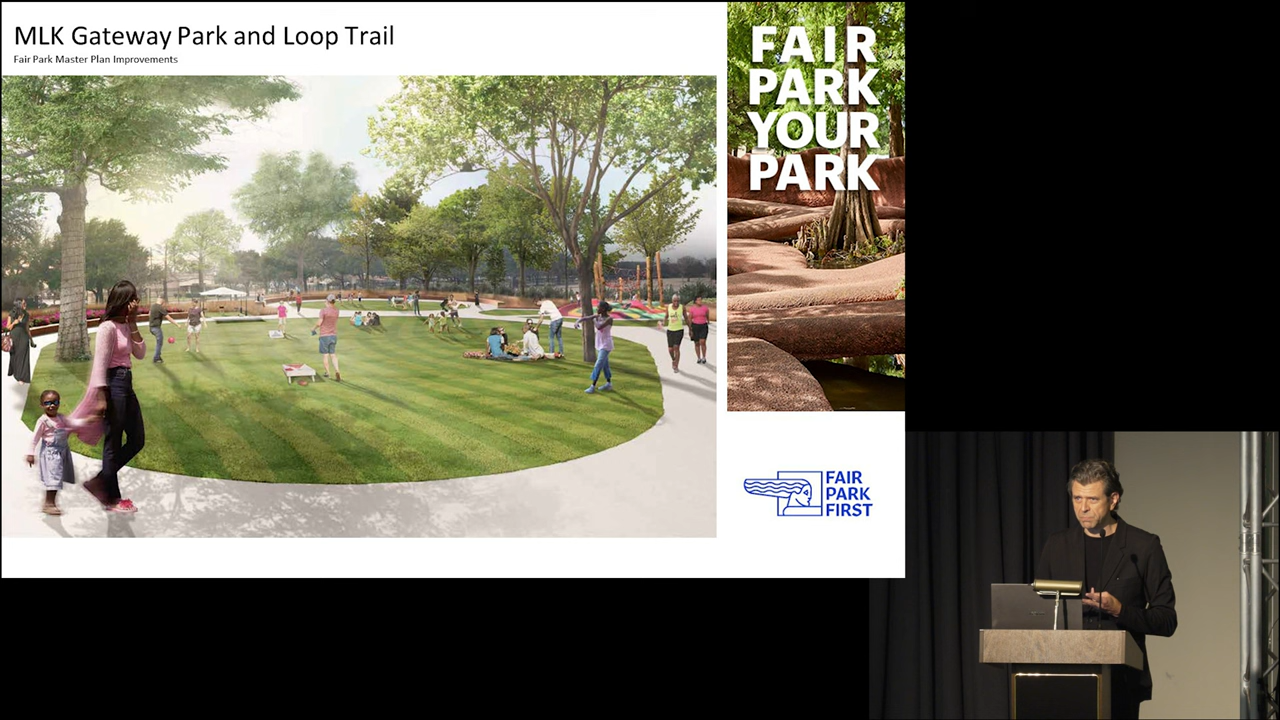 MLK Gateway Park and Loop Trail
Fair Park Master Plan Improvements
FAIR
PARK
YOUR
PARK
FAIR
PARK
FIRST